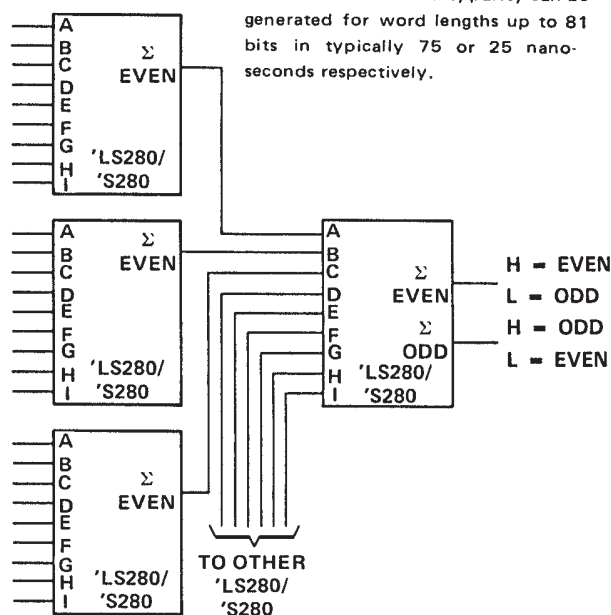 generated for word lengths up to 81
bits in typically 75 or 25 nano-
seconds respectively.
A
B
C
D
E
F
G
H
I
Σ
EVEN
'LS280/
'S280
A
B
C
D
E
F
G
H
I
Σ
EVEN
'LS280/
'S280
A
B
C
D
E
F
G
H
I
Σ
EVEN
'LS280/
'S280
A
B
C
D
E
F
G
H
I
Σ
EVEN
Σ
ODD
'LS280/
'S280
H = EVEN
L = ODD
H = ODD
L = EVEN
TO OTHER
'LS280/
'S280